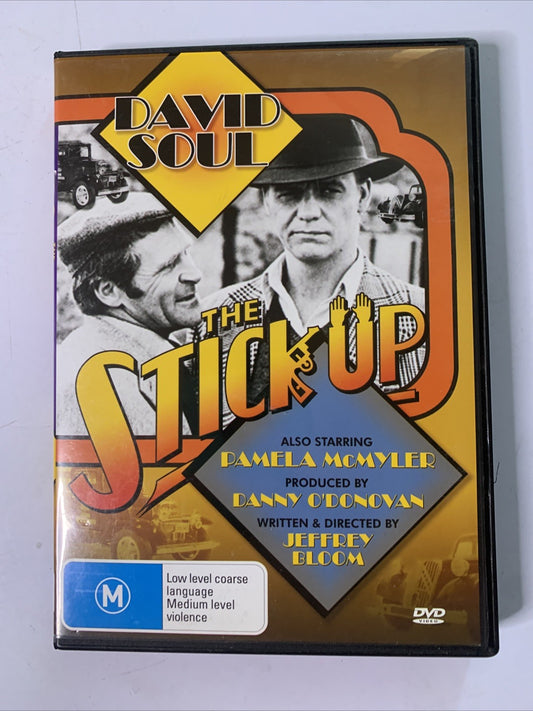 DAVID
SOUL
THE
STICK UP
ALSO STARRING
PAMELA McMYLER
PRODUCED BY
DANNY O'DONOVAN
WRITTEN & DIRECTED BY
JEFFREY
BLOOM
M
Low level coarse
language
Medium level
violence
DVD
VIDEO